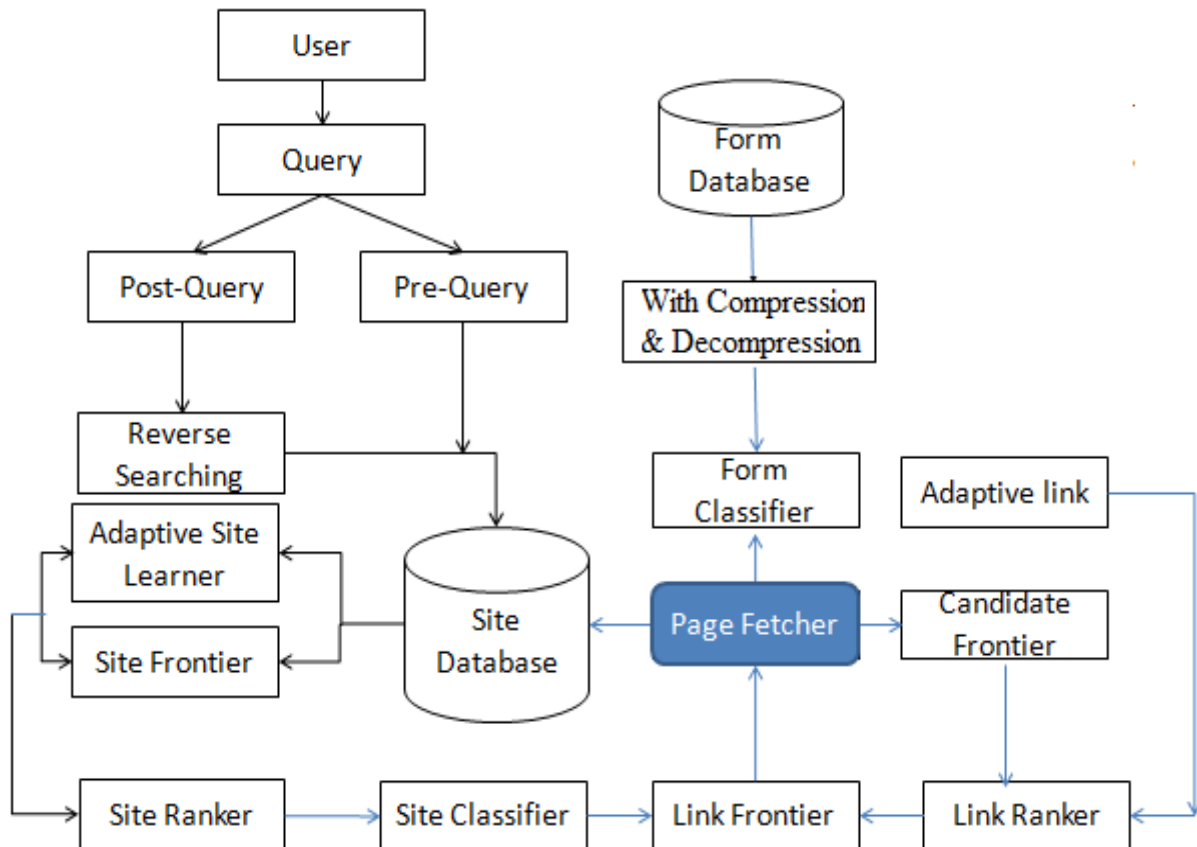 User
Query
Form
Database
Post-Query
Pre-Query
With Compression
& Decompression
Reverse
Searching
Form
Classifier
Adaptive link
Adaptive Site
Learner
Site
Database
Page Fetcher
Candidate
Frontier
Site Frontier
Site Ranker
Site Classifier
Link Frontier
Link Ranker